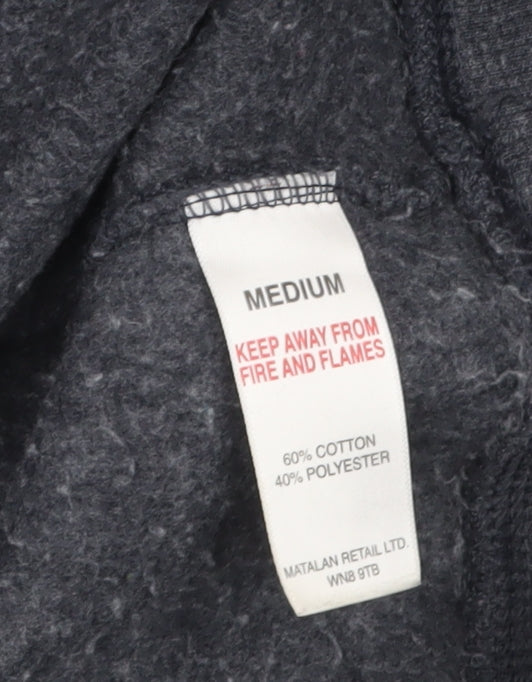 MEDIUM
KEEP AWAY FROM
FIRE AND FLAMES
60% COTTON
40% POLYESTER
MATALAN RETAIL LTD.
WN8 9TB